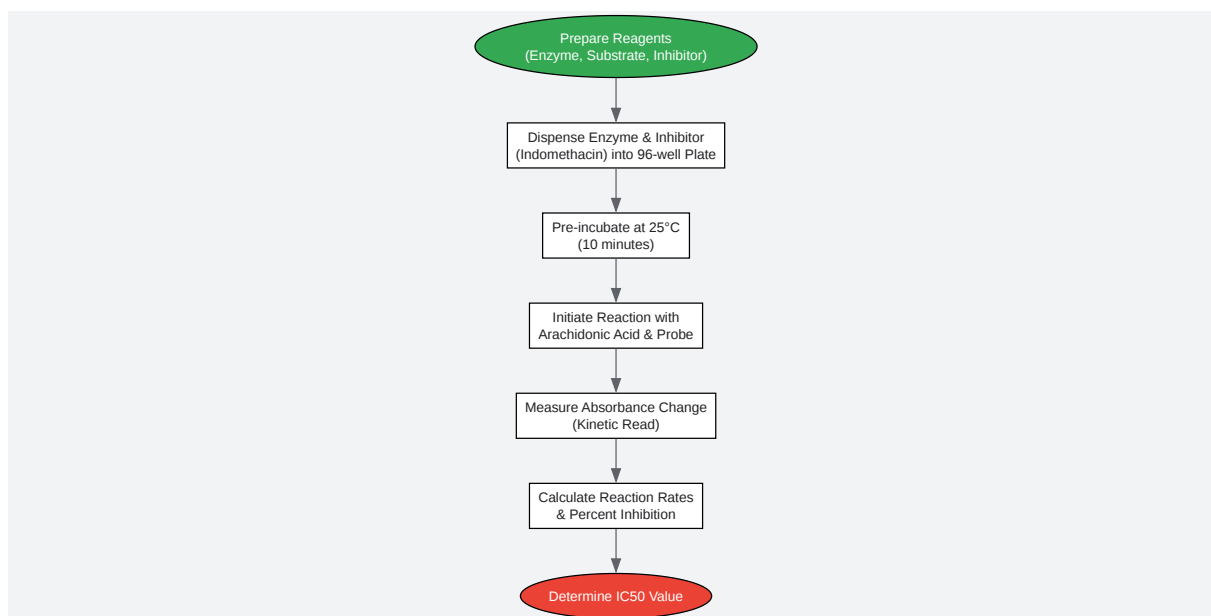 Prepare Reagents
(Enzyme, Substrate, Inhibitor)
Dispense Enzyme & Inhibitor
(Indomethacin) into 96-well Plate
Pre-incubate at 25°C
(10 minutes)
Initiate Reaction with
Arachidonic Acid & Probe
Measure Absorbance Change
(Kinetic Read)
Calculate Reaction Rates
& Percent Inhibition
Determine IC50 Value